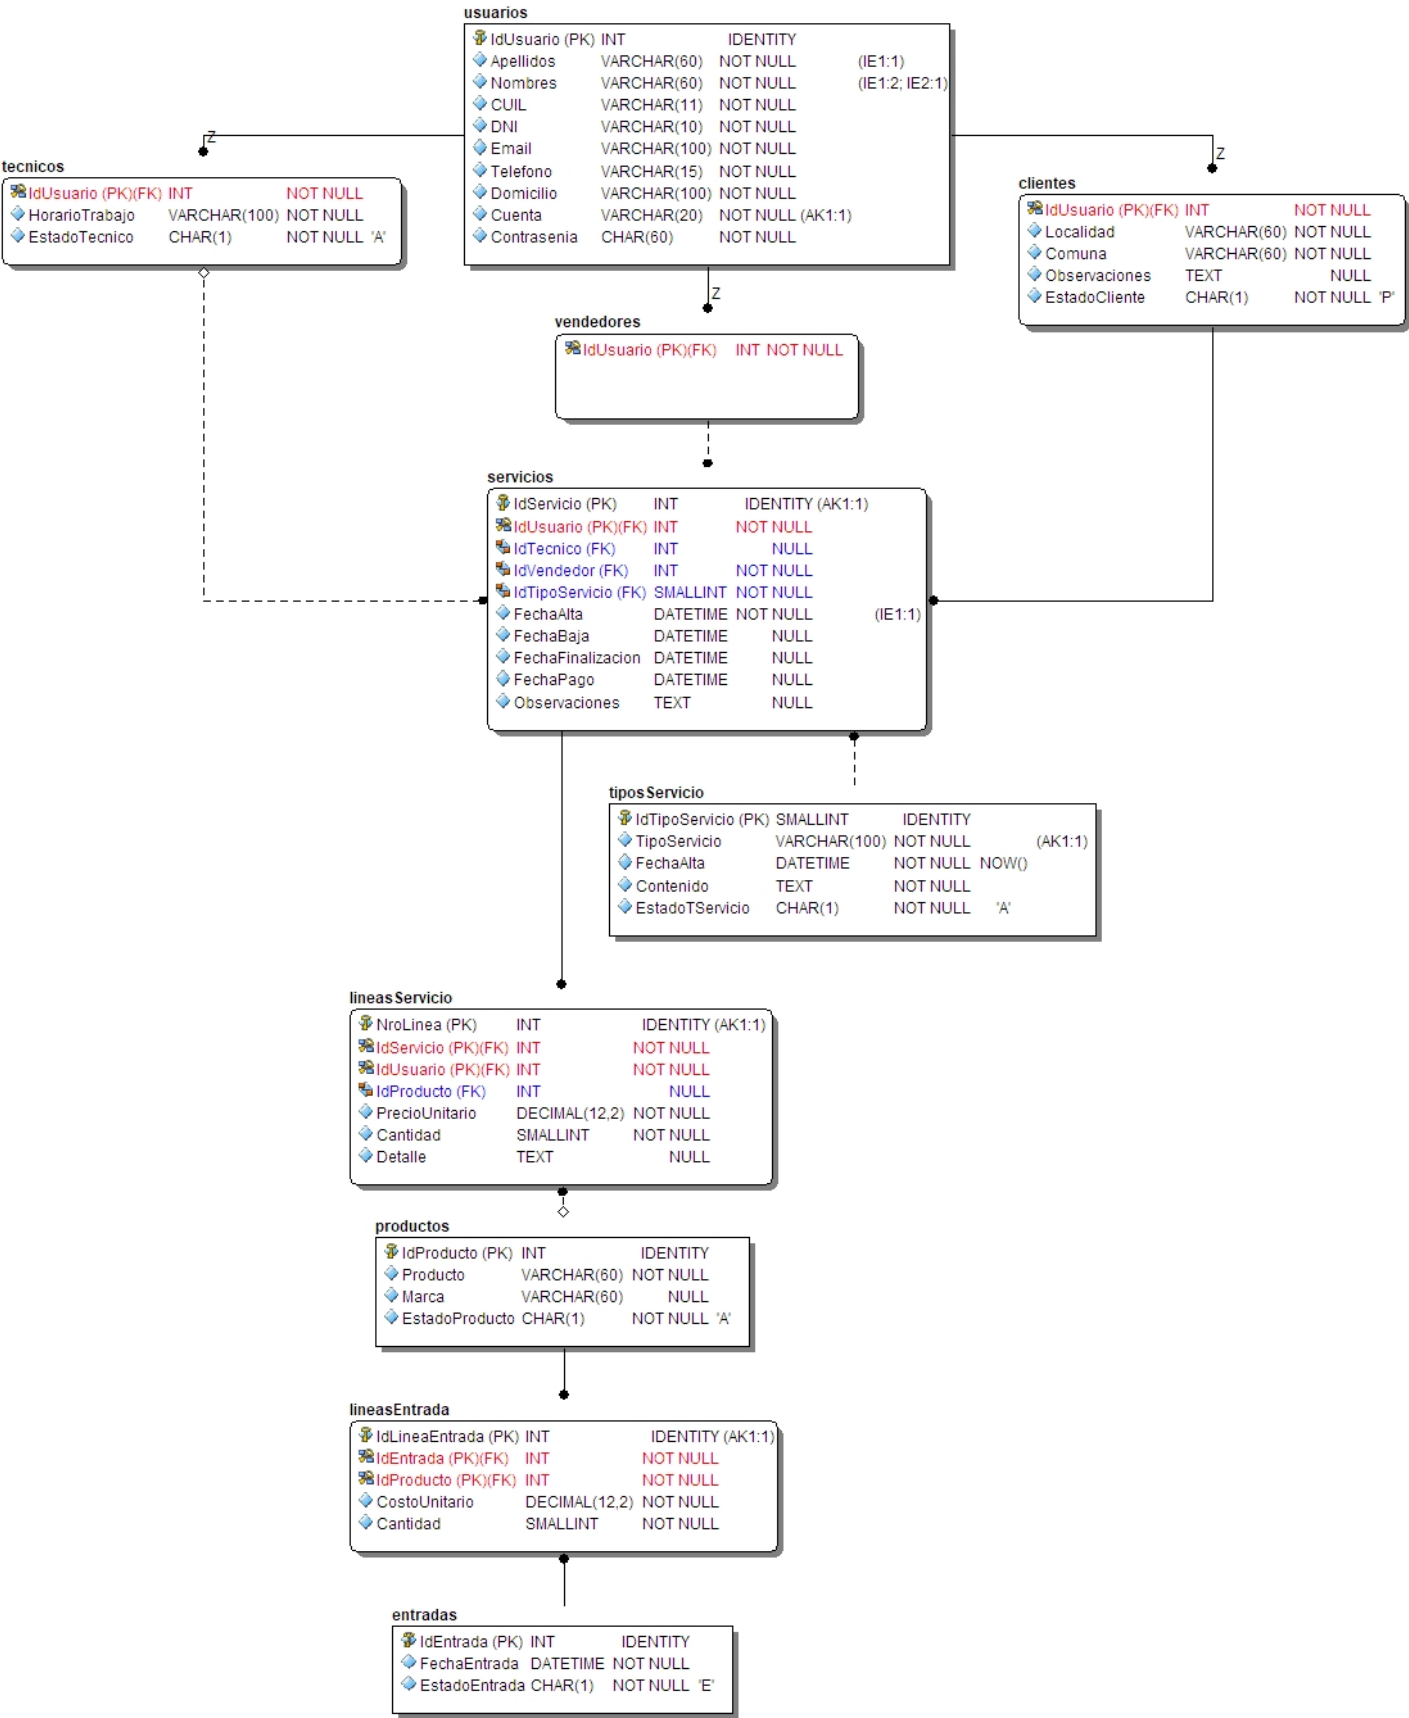 usuarios
IdUsuario (PK) INT IDENTITY
Apellidos VARCHAR(60) NOT NULL (IE1:1)
Nombres VARCHAR(60) NOT NULL (IE1:2; IE2:1)
CUIL VARCHAR(11) NOT NULL
DNI VARCHAR(10) NOT NULL
Email VARCHAR(100) NOT NULL
Telefono VARCHAR(15) NOT NULL
Domicilio VARCHAR(100) NOT NULL
Cuenta VARCHAR(20) NOT NULL (AK1:1)
Contrasenia CHAR(60) NOT NULL
Z
tecnicos
IdUsuario (PK)(FK) INT NOT NULL
HorarioTrabajo VARCHAR(100) NOT NULL
EstadoTecnico CHAR(1) NOT NULL 'A'
Z
clientes
IdUsuario (PK)(FK) INT NOT NULL
Localidad VARCHAR(60) NOT NULL
Comuna VARCHAR(60) NOT NULL
Observaciones TEXT NULL
EstadoCliente CHAR(1) NOT NULL 'P'
Z
vendedores
IdUsuario (PK)(FK) INT NOT NULL
servicios
IdServicio (PK) INT IDENTITY (AK1:1)
IdUsuario (PK)(FK) INT NOT NULL
IdTecnico (FK) INT NULL
IdVendedor (FK) INT NOT NULL
IdTipoServicio (FK) SMALLINT NOT NULL
FechaAlta DATETIME NOT NULL (IE1:1)
FechaBaja DATETIME NULL
FechaFinalizacion DATETIME NULL
FechaPago DATETIME NULL
Observaciones TEXT NULL
tiposServicio
IdTipoServicio (PK) SMALLINT IDENTITY
TipoServicio VARCHAR(100) NOT NULL (AK1:1)
FechaAlta DATETIME NOT NULL NOW()
Contenido TEXT NOT NULL
EstadoTServicio CHAR(1) NOT NULL 'A'
lineasServicio
NroLinea (PK) INT IDENTITY (AK1:1)
IdServicio (PK)(FK) INT NOT NULL
IdUsuario (PK)(FK) INT NOT NULL
IdProducto (FK) INT NULL
PrecioUnitario DECIMAL(12,2) NOT NULL
Cantidad SMALLINT NOT NULL
Detalle TEXT NULL
productos
IdProducto (PK) INT IDENTITY
Producto VARCHAR(60) NOT NULL
Marca VARCHAR(60) NULL
EstadoProducto CHAR(1) NOT NULL 'A'
lineasEntrada
IdLineaEntrada (PK) INT IDENTITY (AK1:1)
IdEntrada (PK)(FK) INT NOT NULL
IdProducto (PK)(FK) INT NOT NULL
CostoUnitario DECIMAL(12,2) NOT NULL
Cantidad SMALLINT NOT NULL
entradas
IdEntrada (PK) INT IDENTITY
FechaEntrada DATETIME NOT NULL
EstadoEntrada CHAR(1) NOT NULL 'E'